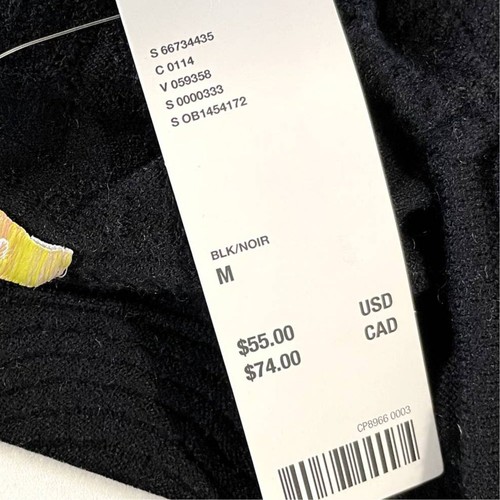 S 66734435
C 0114
V 059358
S 0000333
S OB1454172
BLK/NOIR
M
$55.00 USD
$74.00 CAD
CP8966 0003